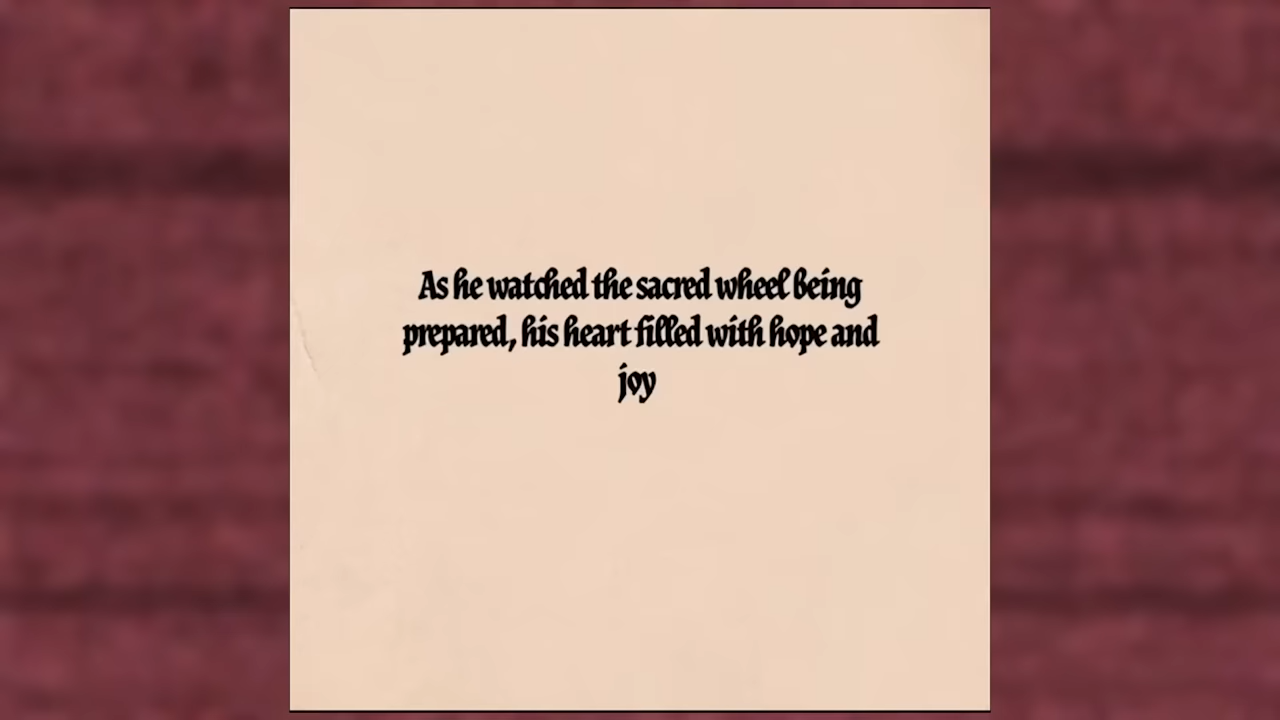 As he watched the sacred wheel being
prepared, his heart filled with hope and
joy